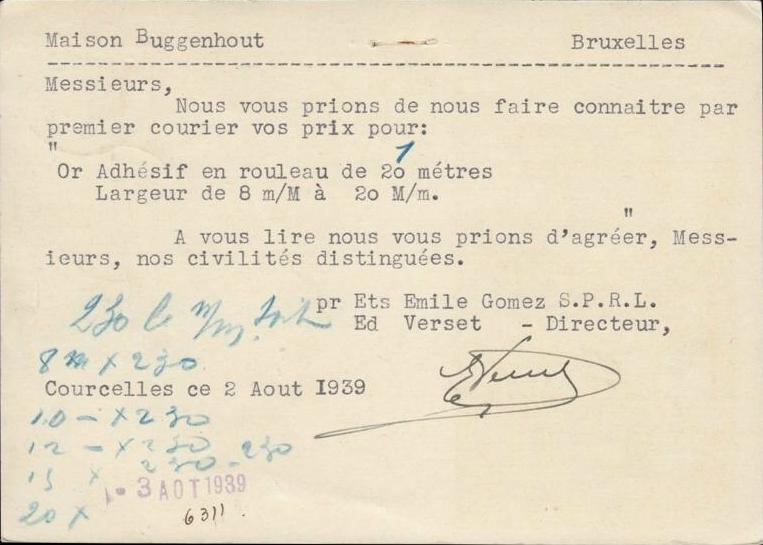 Maison Buggenhout Bruxelles
Messieurs,
Nous vous prions de nous faire connaitre par
premier courier vos prix pour:
"
1
Or Adhésif en rouleau de 20 métres
Largeur de 8 m/M à 20 M/m.
"
A vous lire nous vous prions d'agréer, Mess-
ieurs, nos civilités distinguées.
pr Ets Emile Gomez S.P.R.L.
230 le m/m
Ed Verset - Directeur,
8 m x 230
Courcelles ce 2 Aout 1939
10 - x 230
12 - x 230 - 230
15 x 230
- 3 AOT 1939
20 x
6311.